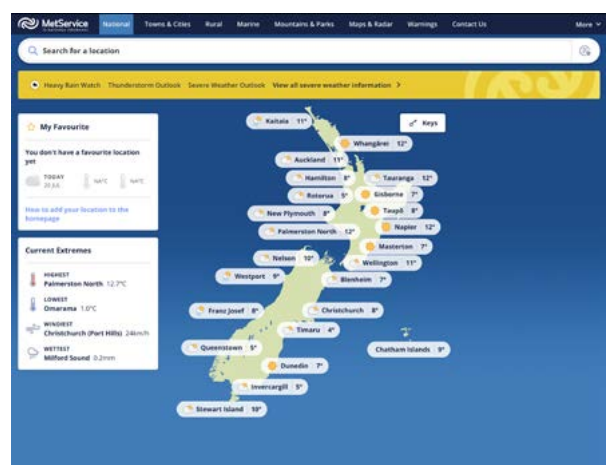 MetService
National
Towns & Cities
Rural
Marine
Mountains & Parks
Maps & Radar
Warnings
Contact Us
More
Search for a location
Heavy Rain Watch Thunderstorm Outlook Severe Weather Outlook View all severe weather information
My Favourite
You don't have a favourite location
yet
TODAY
20 JUL
NA°C
NA°C
How to add your location to the
homepage
Current Extremes
HIGHEST
Palmerston North 12.7°C
LOWEST
Omarama 1.0°C
WINDIEST
Christchurch (Port Hills) 24km/h
WETTEST
Milford Sound 0.2mm
Keys
Kaitaia 11°
Whangārei 12°
Auckland 11°
Hamilton 8°
Tauranga 12°
Rotorua 5°
Gisborne 7°
New Plymouth 8°
Taupō 8°
Palmerston North 12°
Napier 12°
Masterton 7°
Nelson 10°
Wellington 11°
Westport 9°
Blenheim 7°
Franz Josef 8°
Christchurch 8°
Timaru 4°
Queenstown 5°
Chatham Islands 9°
Dunedin 7°
Invercargill 5°
Stewart Island 10°